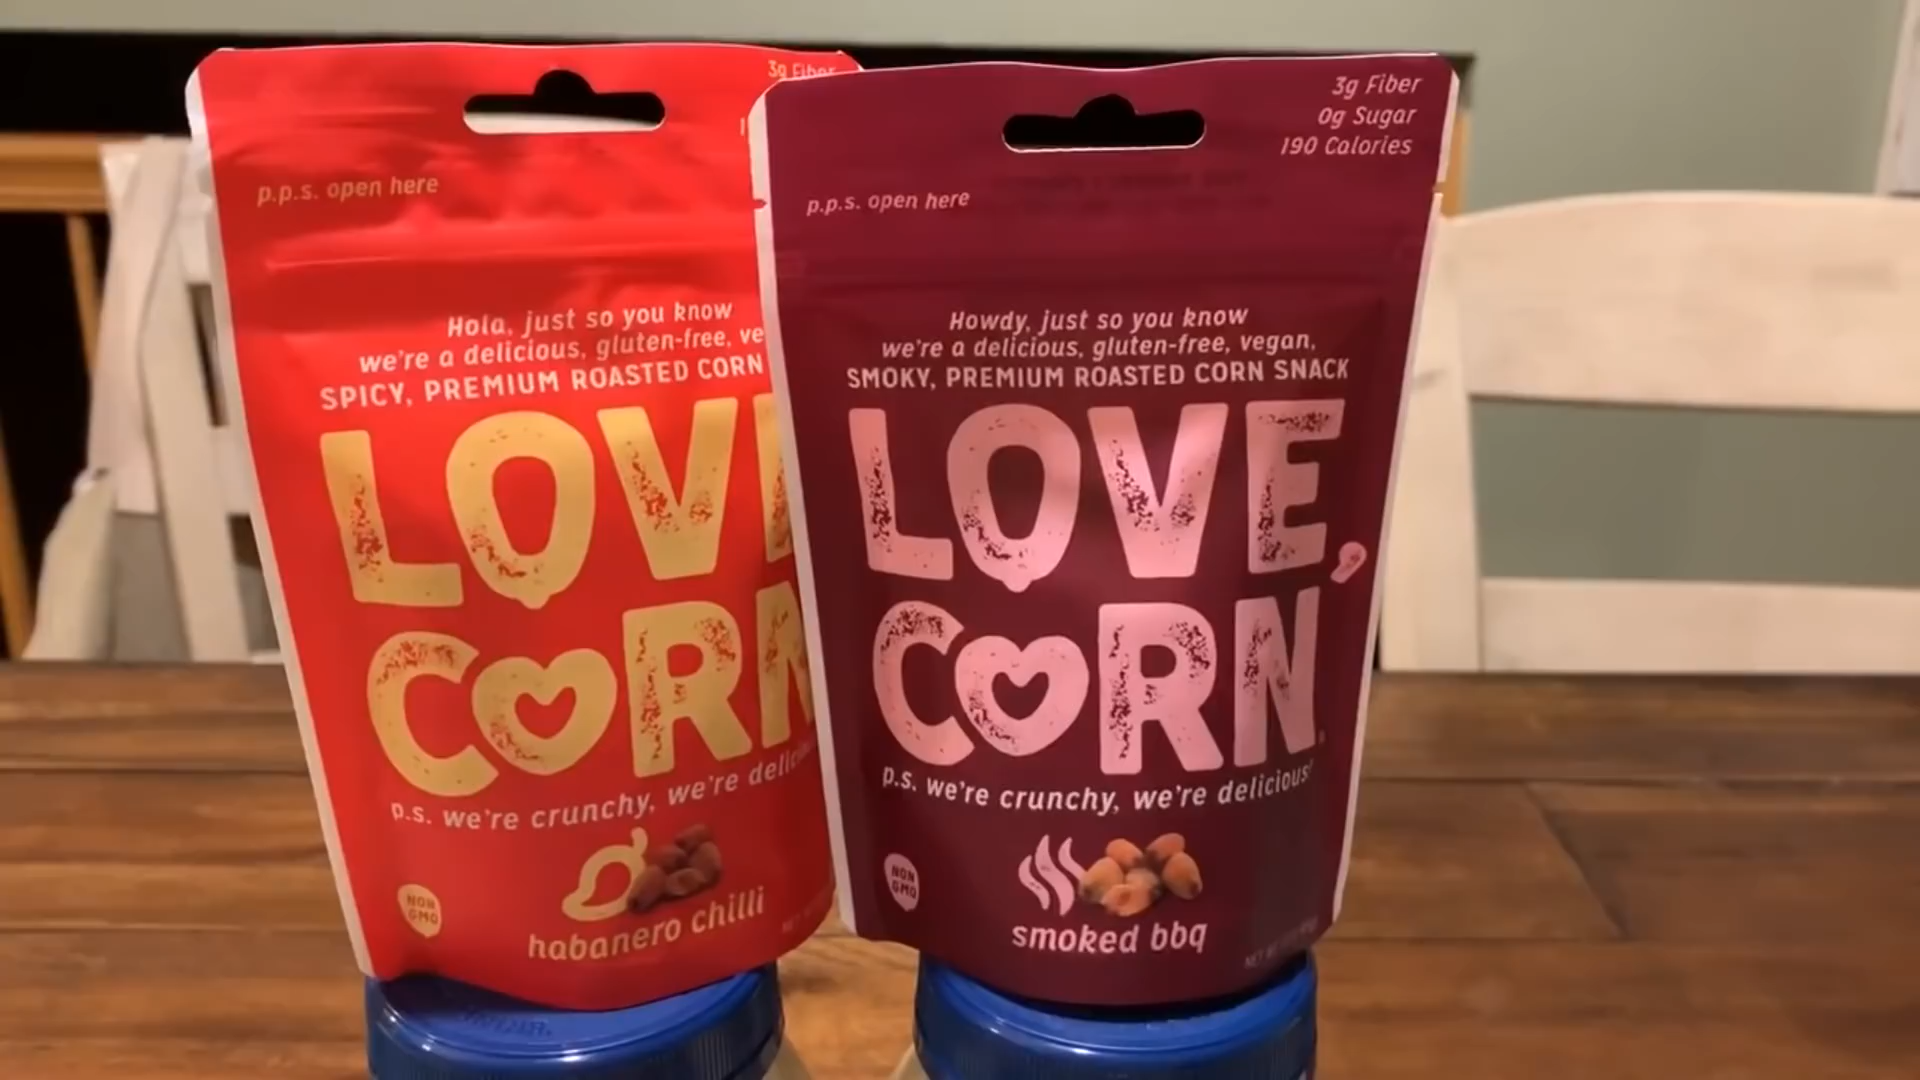 3g Fiber
p.p.s. open here
Hola, just so you know
we're a delicious, gluten-free, ve
SPICY, PREMIUM ROASTED CORN
LOVE
CORN
p.s. we're crunchy, we're delicio
NON
GMO
habanero chilli
3g Fiber
0g Sugar
190 Calories
p.p.s. open here
Howdy, just so you know
we're a delicious, gluten-free, vegan,
SMOKY, PREMIUM ROASTED CORN SNACK
LOVE,
CORN
p.s. we're crunchy, we're delicious!
NON
GMO
smoked bbq